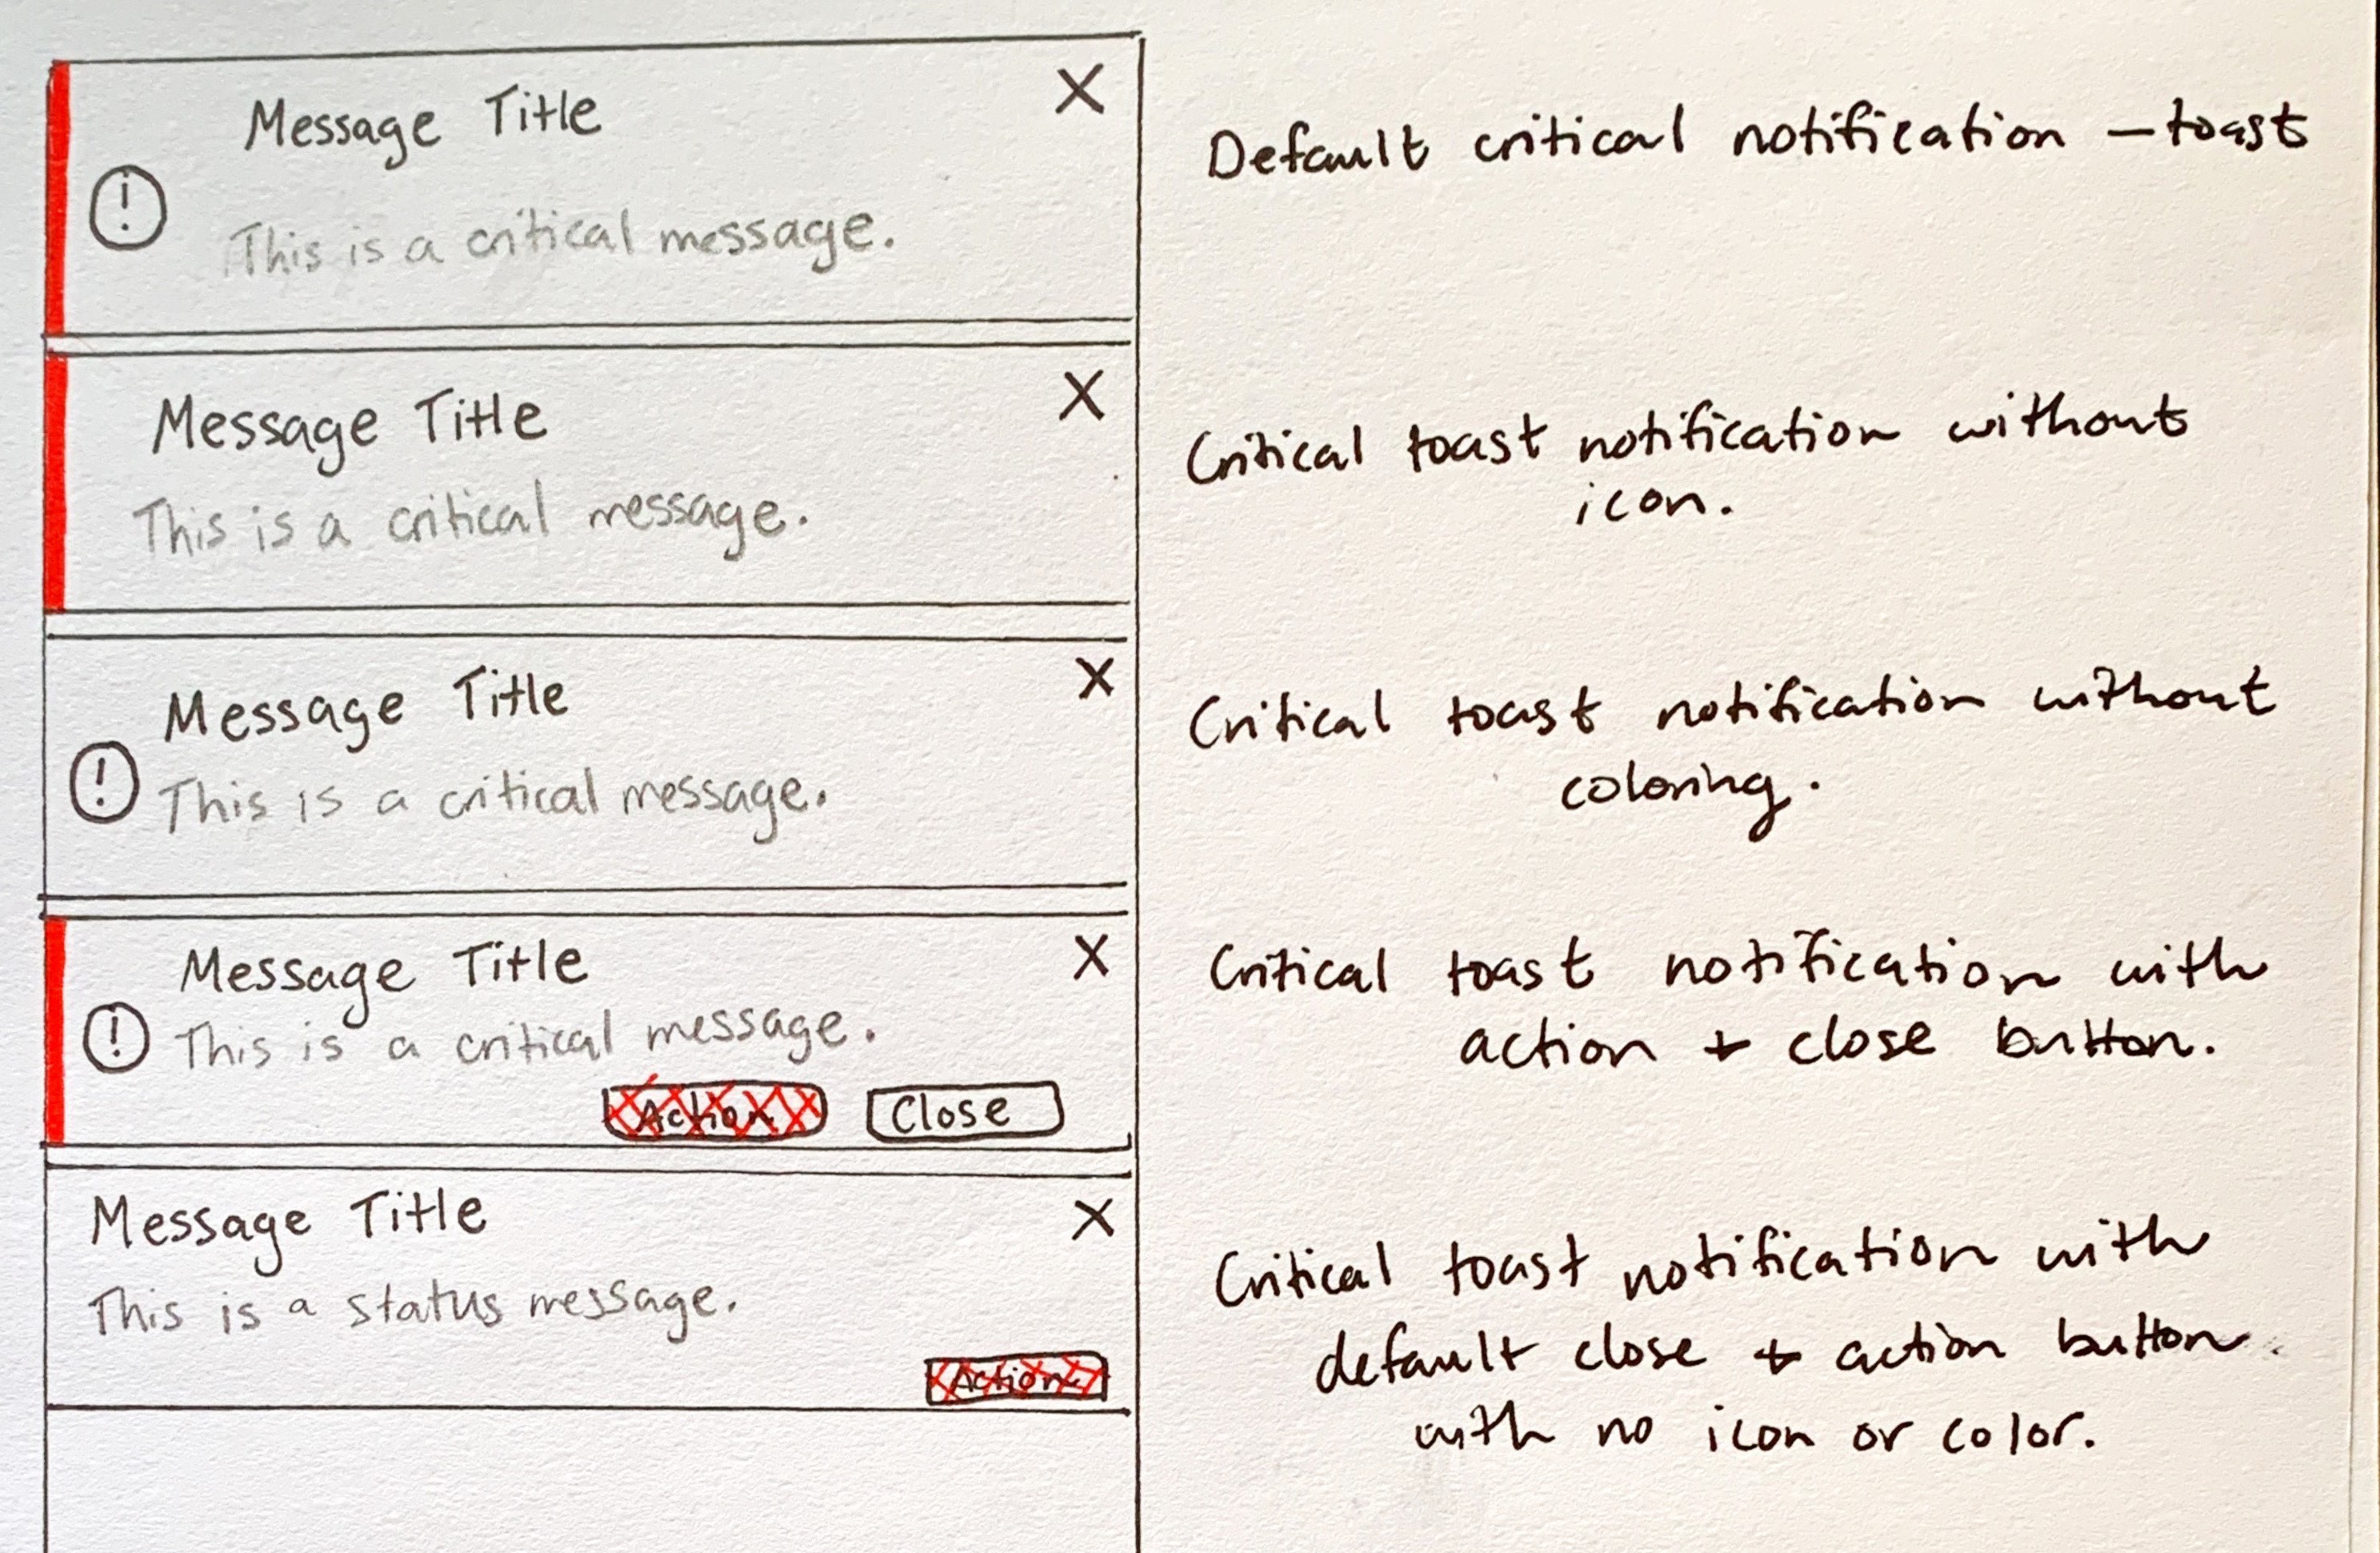 Message Title
X
Default critical notification – toast
!
This is a critical message.
Message Title
X
Critical toast notification without
icon.
This is a critical message.
Message Title
X
Critical toast notification without
coloring.
!
This is a critical message.
Message Title
X
Critical toast notification with
action + close button.
!
This is a critical message.
Action
Close
Message Title
X
Critical toast notification with
default close + action button
with no icon or color.
This is a status message.
Action